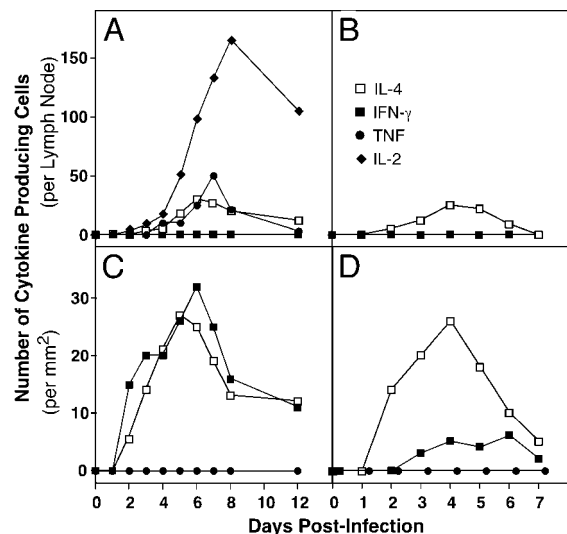 A
B
150
100
50
0
IL-4
IFN-γ
TNF
IL-2
C
D
30
20
10
0
0 2 4 6 8 10 12
0 1 2 3 4 5 6 7
Number of Cytokine Producing Cells
(per Lymph Node)
(per mm²)
Days Post-Infection